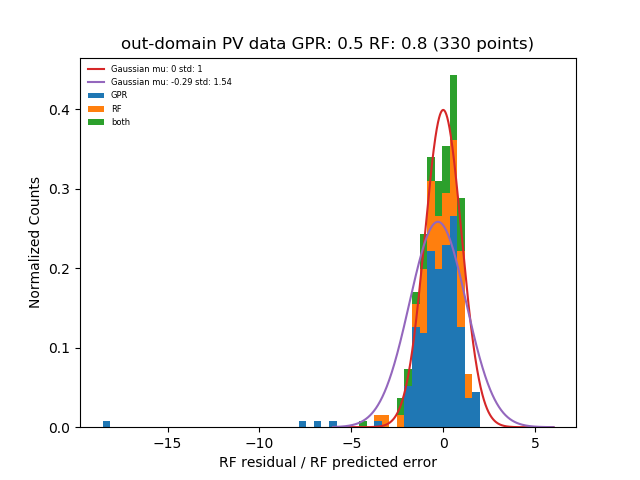 out-domain PV data GPR: 0.5 RF: 0.8 (330 points)
Gaussian mu: 0 std: 1
Gaussian mu: -0.29 std: 1.54
GPR
RF
both
Normalized Counts
0.4
0.3
0.2
0.1
0.0
−15
−10
−5
0
5
RF residual / RF predicted error